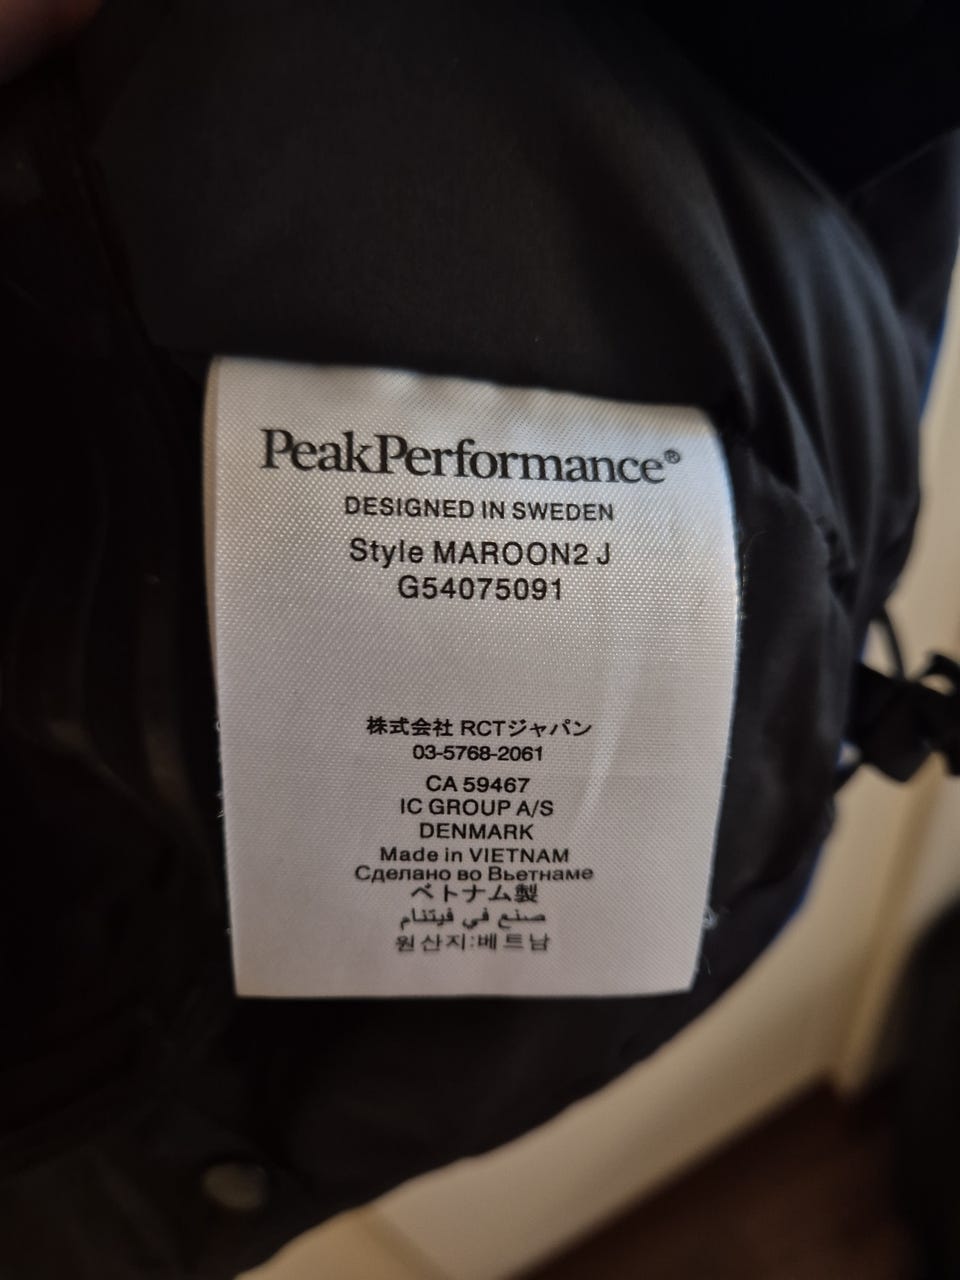 PeakPerformance®
DESIGNED IN SWEDEN
Style MAROON2 J
G54075091
株式会社 RCTジャパン
03-5768-2061
CA 59467
IC GROUP A/S
DENMARK
Made in VIETNAM
Сделано во Вьетнаме
ベトナム製
صنع في فيتنام
원산지:베트남